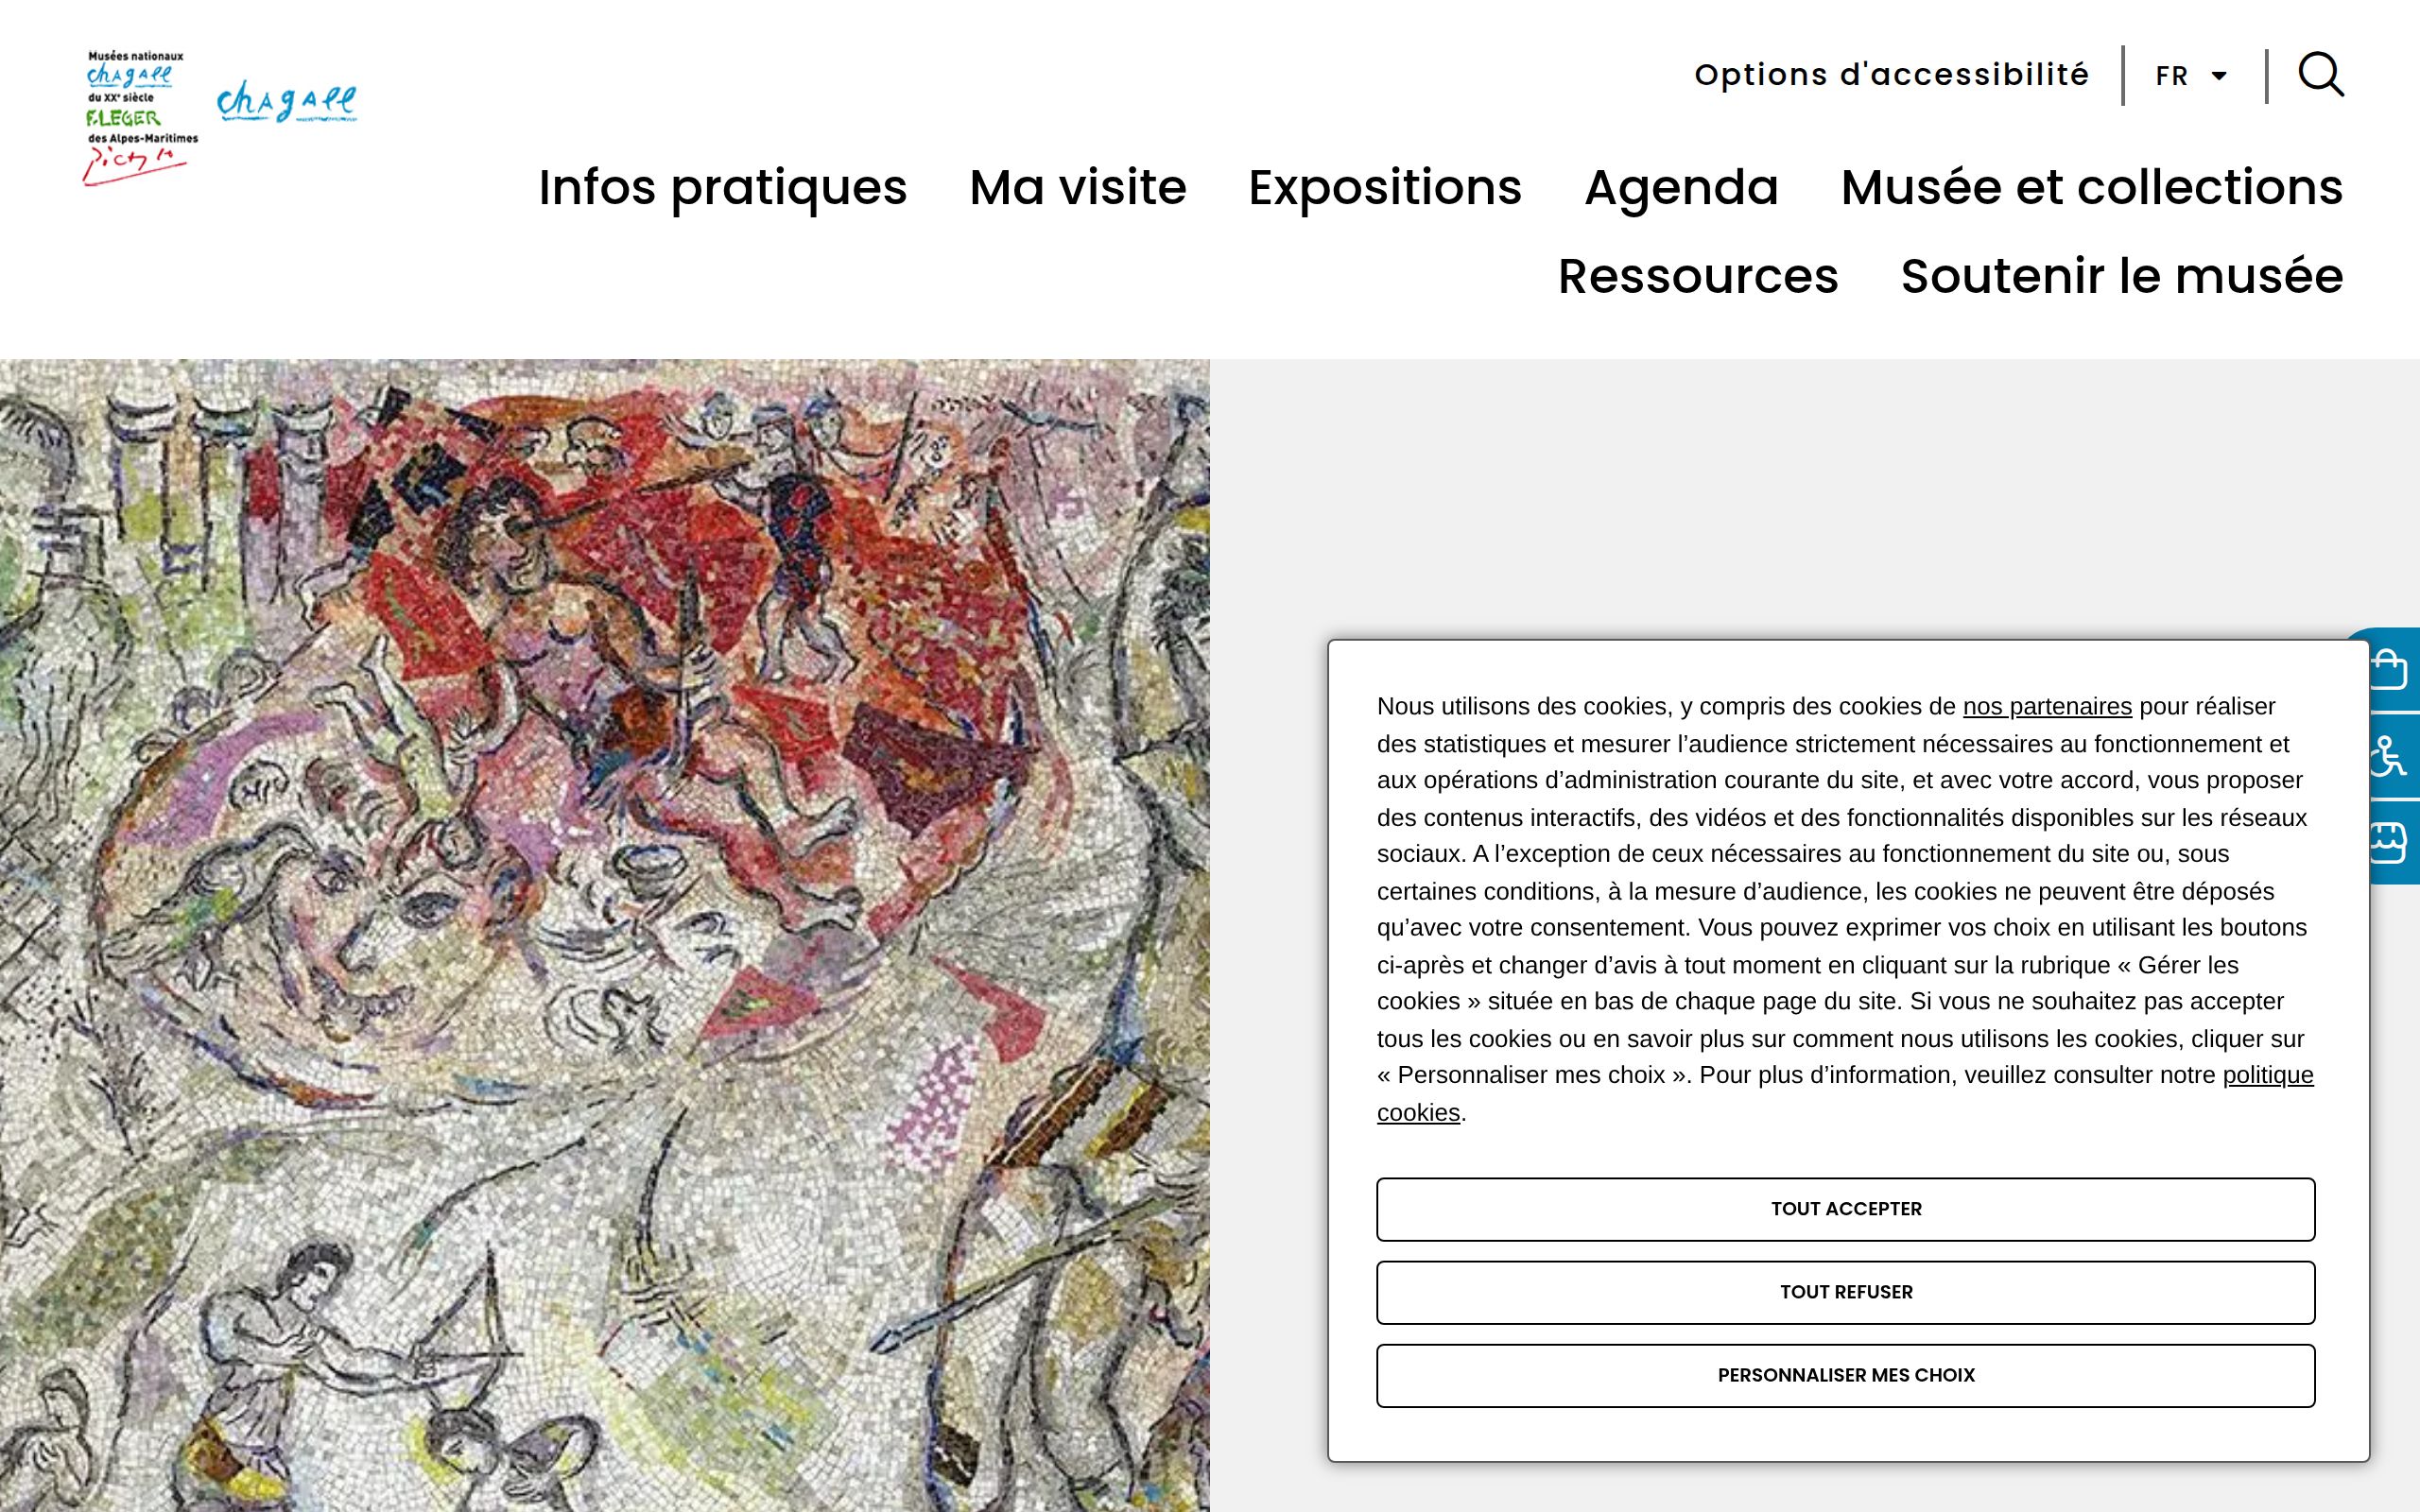 Musées nationaux
chagall
du XXe siècle
F.LEGER
des Alpes-Maritimes
Picasso
chagall
Options d'accessibilité
FR
Infos pratiques
Ma visite
Expositions
Agenda
Musée et collections
Ressources
Soutenir le musée
Nous utilisons des cookies, y compris des cookies de nos partenaires pour réaliser
des statistiques et mesurer l’audience strictement nécessaires au fonctionnement et
aux opérations d’administration courante du site, et avec votre accord, vous proposer
des contenus interactifs, des vidéos et des fonctionnalités disponibles sur les réseaux
sociaux. A l’exception de ceux nécessaires au fonctionnement du site ou, sous
certaines conditions, à la mesure d’audience, les cookies ne peuvent être déposés
qu’avec votre consentement. Vous pouvez exprimer vos choix en utilisant les boutons
ci-après et changer d’avis à tout moment en cliquant sur la rubrique « Gérer les
cookies » située en bas de chaque page du site. Si vous ne souhaitez pas accepter
tous les cookies ou en savoir plus sur comment nous utilisons les cookies, cliquer sur
« Personnaliser mes choix ». Pour plus d’information, veuillez consulter notre politique
cookies.
TOUT ACCEPTER
TOUT REFUSER
PERSONNALISER MES CHOIX